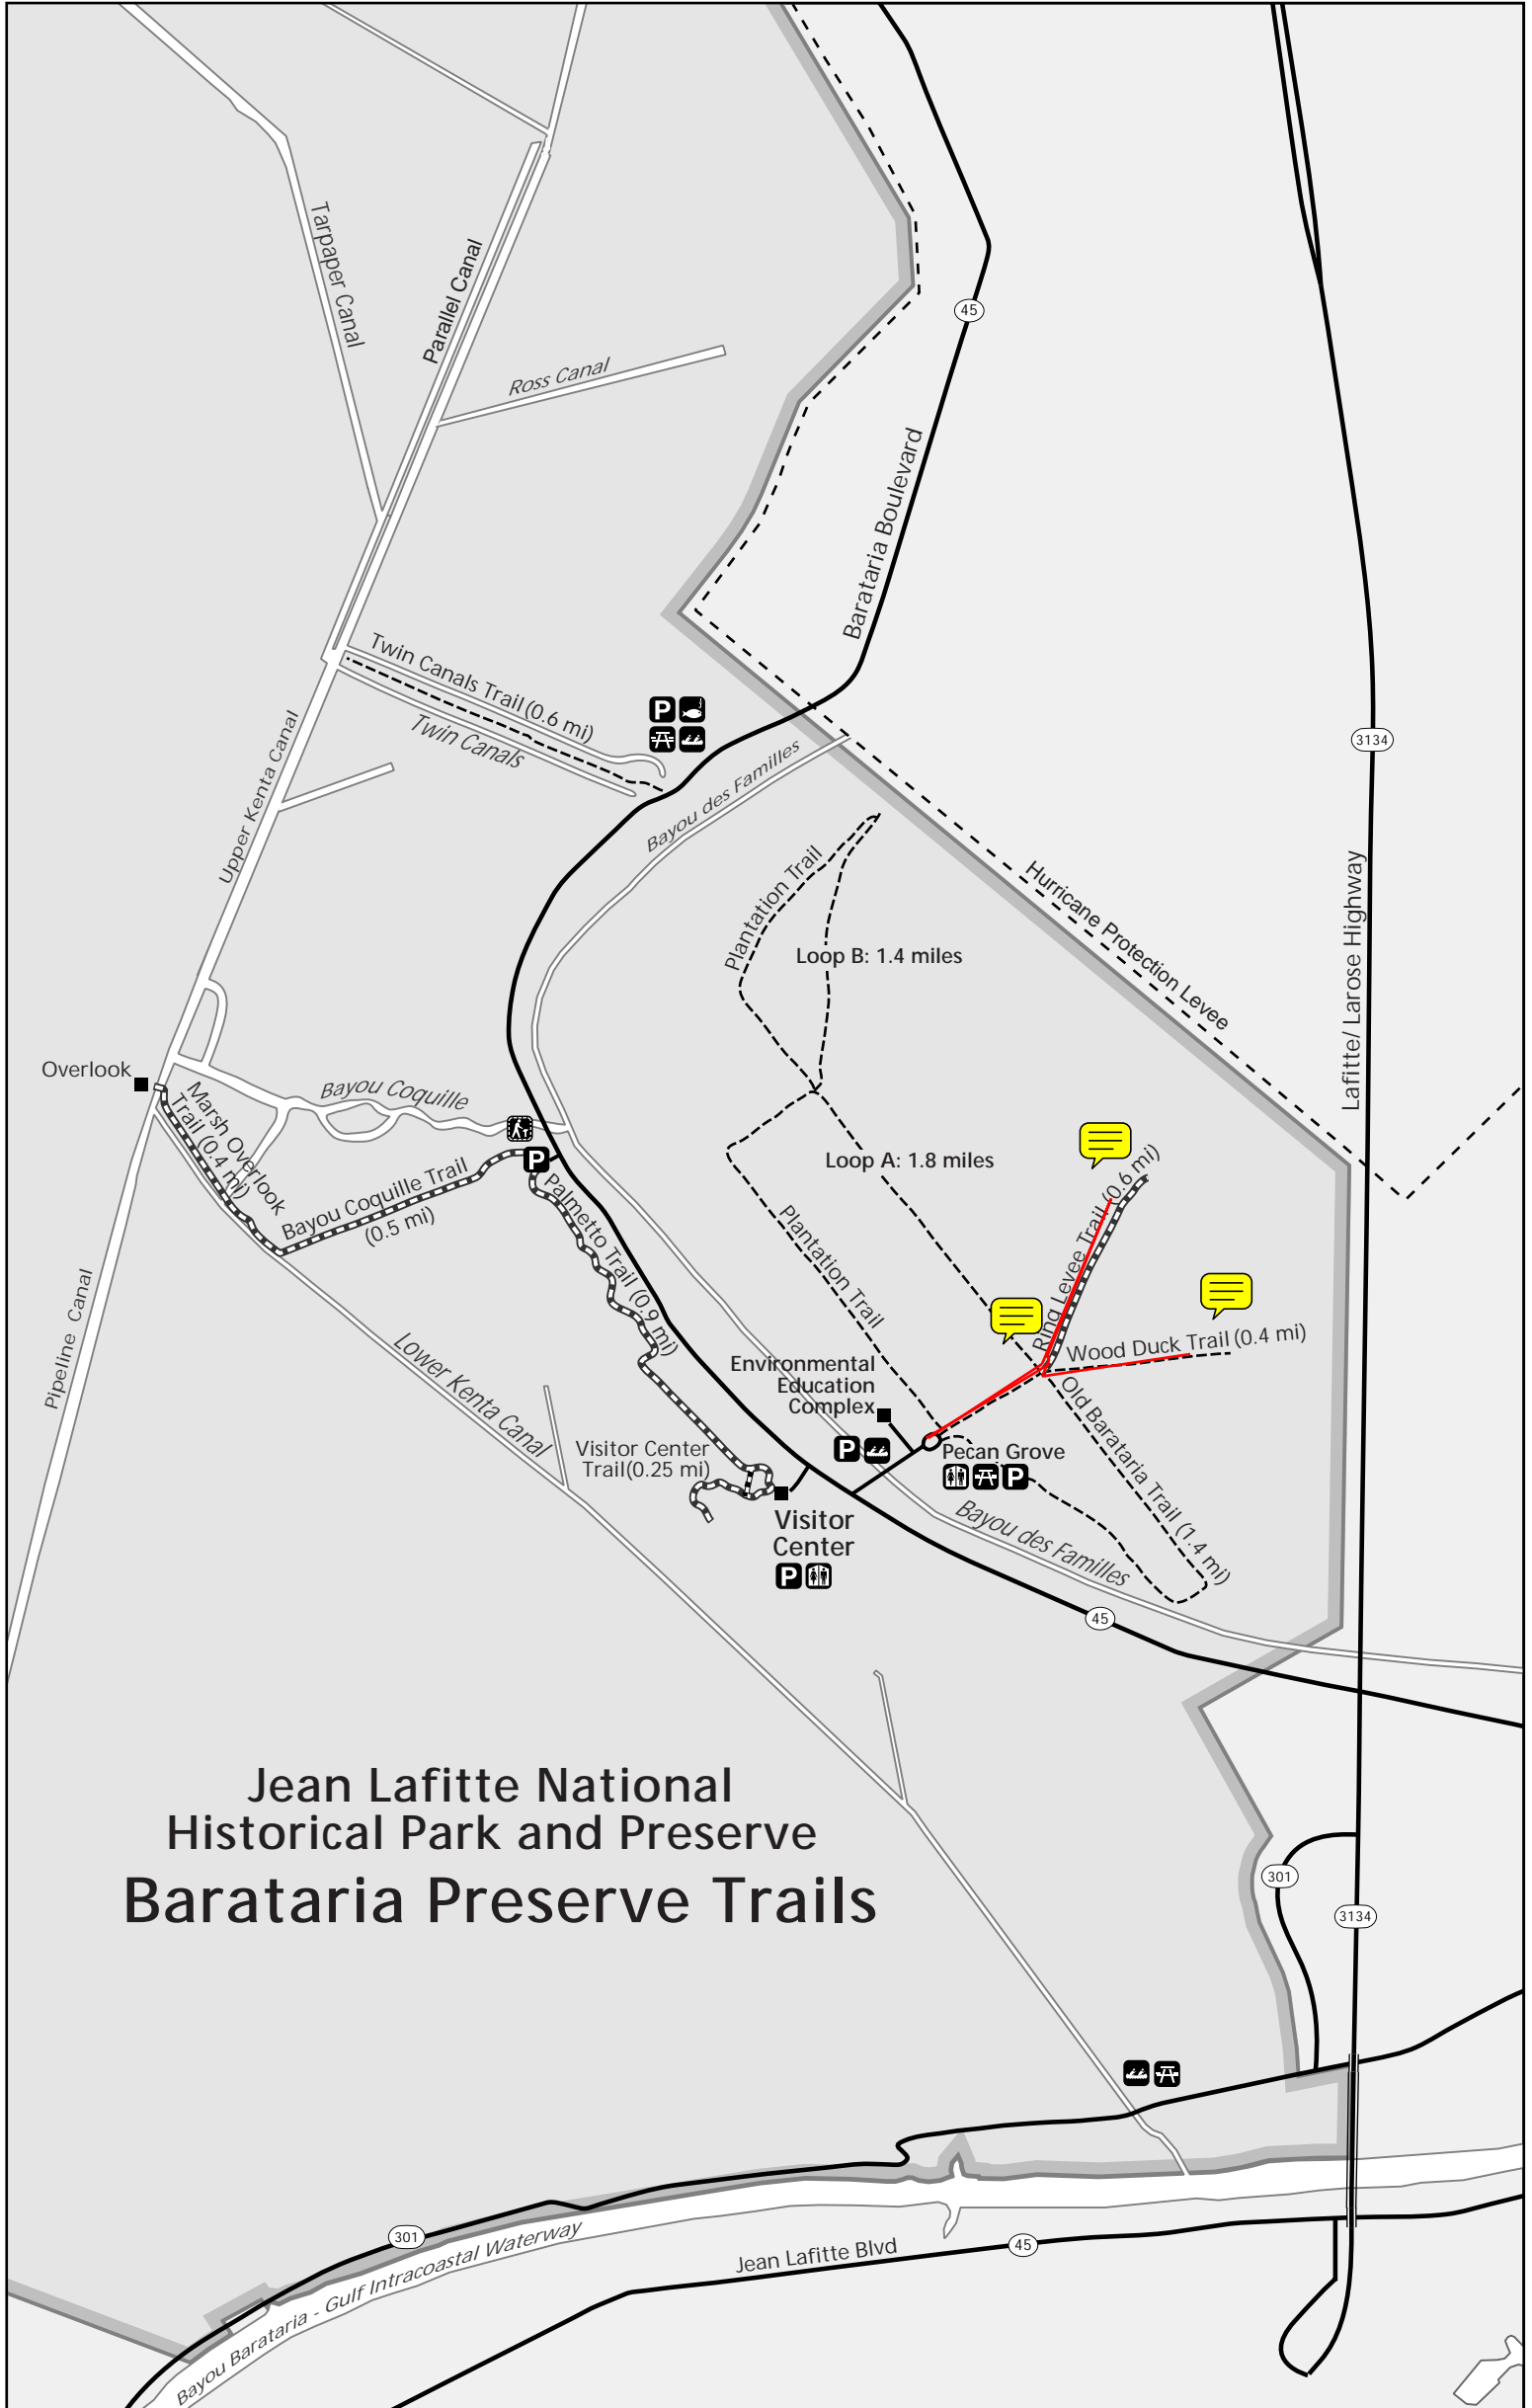 Tarpaper Canal
Parallel Canal
45
Ross Canal
Barataria Boulevard
Twin Canals Trail (0.6 mi)
P
Twin Canals
Upper Kenta Canal
3134
Bayou des Familles
Plantation Trail
Hurricane Protection Levee
Lafitte/ Larose Highway
Loop B: 1.4 miles
Overlook
Marsh Overlook
Trail (0.4 mi)
Bayou Coquille
P
Bayou Coquille Trail
(0.5 mi)
Palmetto Trail (0.9 mi)
Loop A: 1.8 miles
Plantation Trail
Ring Levee Trail (0.6 mi)
Wood Duck Trail (0.4 mi)
Pipeline Canal
Lower Kenta Canal
Environmental
Education
Complex
Old Barataria Trail (1.4 mi)
P
Pecan Grove
P
Visitor Center
Trail(0.25 mi)
Visitor
Center
P
Bayou des Familles
45
Jean Lafitte National
Historical Park and Preserve
Barataria Preserve Trails
301
3134
301
Bayou Barataria - Gulf Intracoastal Waterway
Jean Lafitte Blvd
45